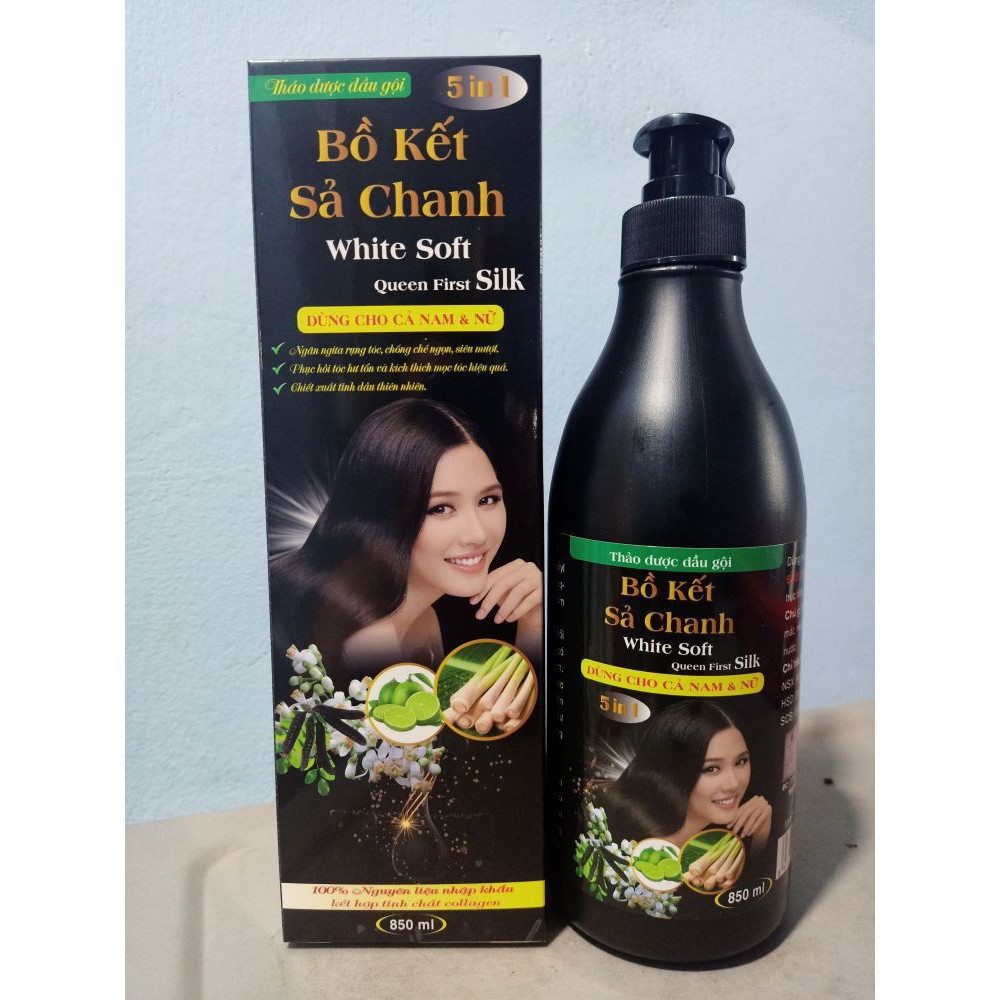 Thảo dược dầu gội
5 in 1
Bồ Kết
Sả Chanh
White Soft
Queen First Silk
DÙNG CHO CẢ NAM & NỮ
Ngăn ngừa rụng tóc, chống chẻ ngọn, siêu mượt.
Phục hồi tóc hư tổn và kích thích mọc tóc hiệu quả.
Chiết xuất tinh dầu thiên nhiên.
100% Nguyên liệu nhập khẩu
kết hợp tinh chất collagen
850 ml
Thảo dược dầu gội
Bồ Kết
Sả Chanh
White Soft
Queen First Silk
DÙNG CHO CẢ NAM & NỮ
5 in 1
850 ml
NSX
HSD